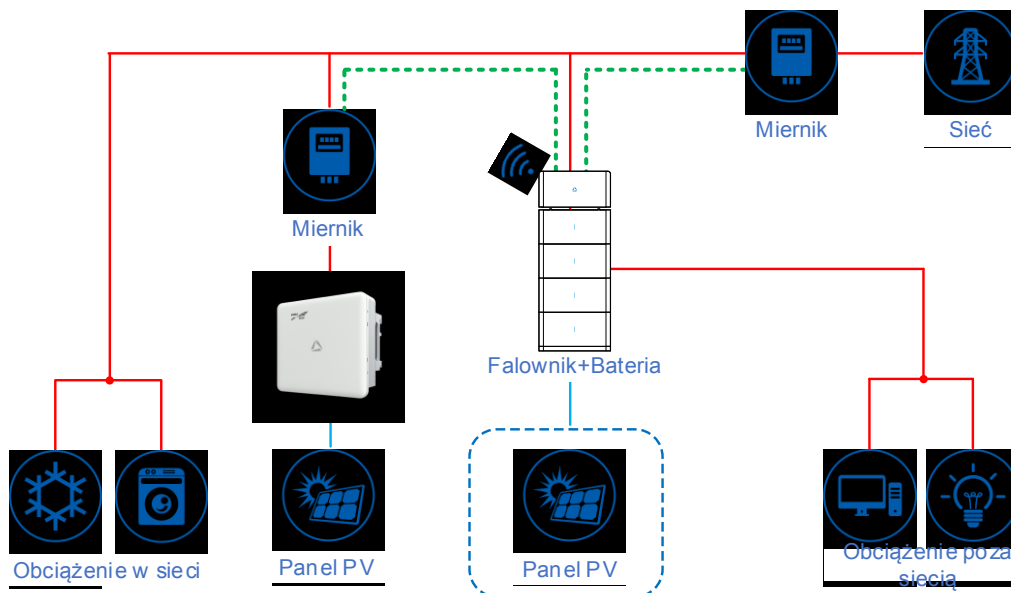 Miernik
Sieć
Miernik
Falownik+Bateria
Obciążenie w sieci
Panel PV
Panel PV
Obciążenie poza
siecią